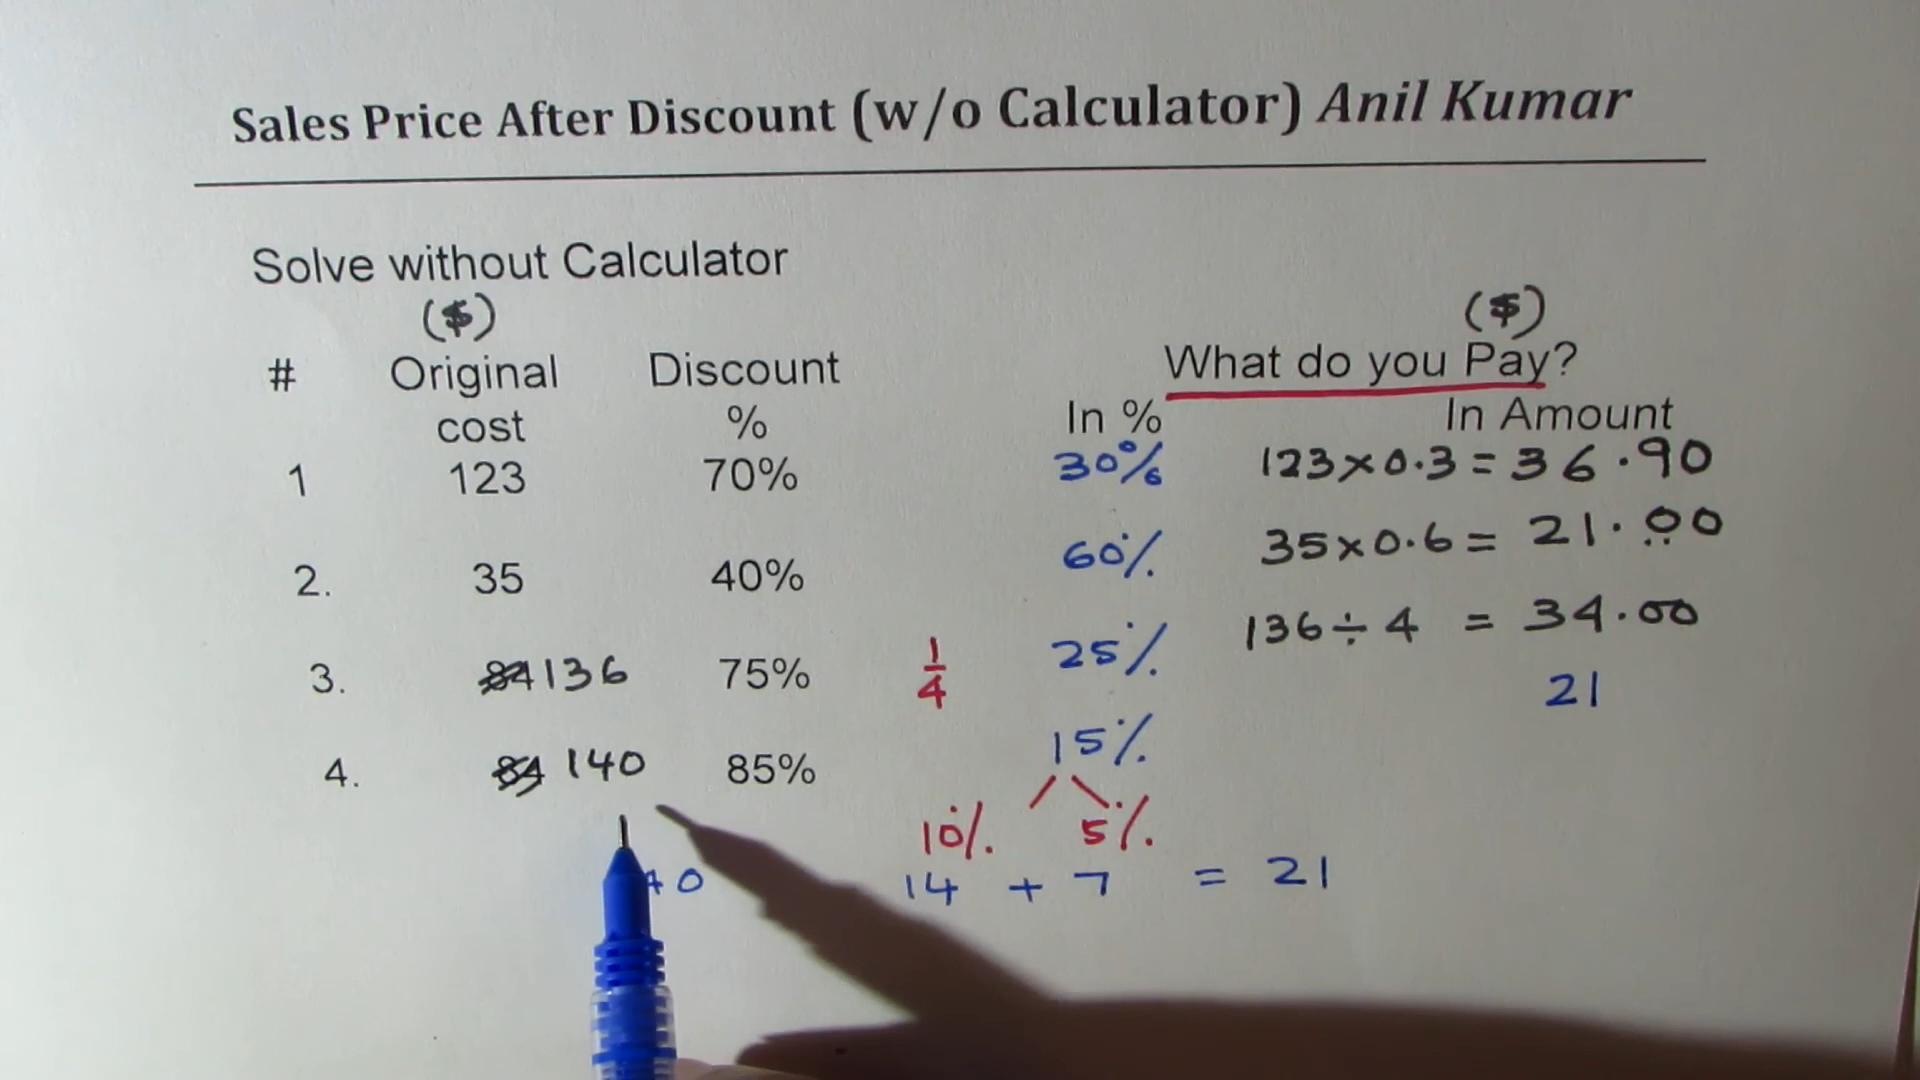 Sales Price After Discount (w/o Calculator) Anil Kumar
Solve without Calculator
($) ($)
# Original Discount What do you Pay?
cost % In % In Amount
1 123 70% 30% 123×0.3 = 36.90
2. 35 40% 60% 35×0.6 = 21.00
3. 84 136 75% 1/4 25% 136÷4 = 34.00
21
4. 84 140 85% 15%
10% 5%
14 + 7 = 21